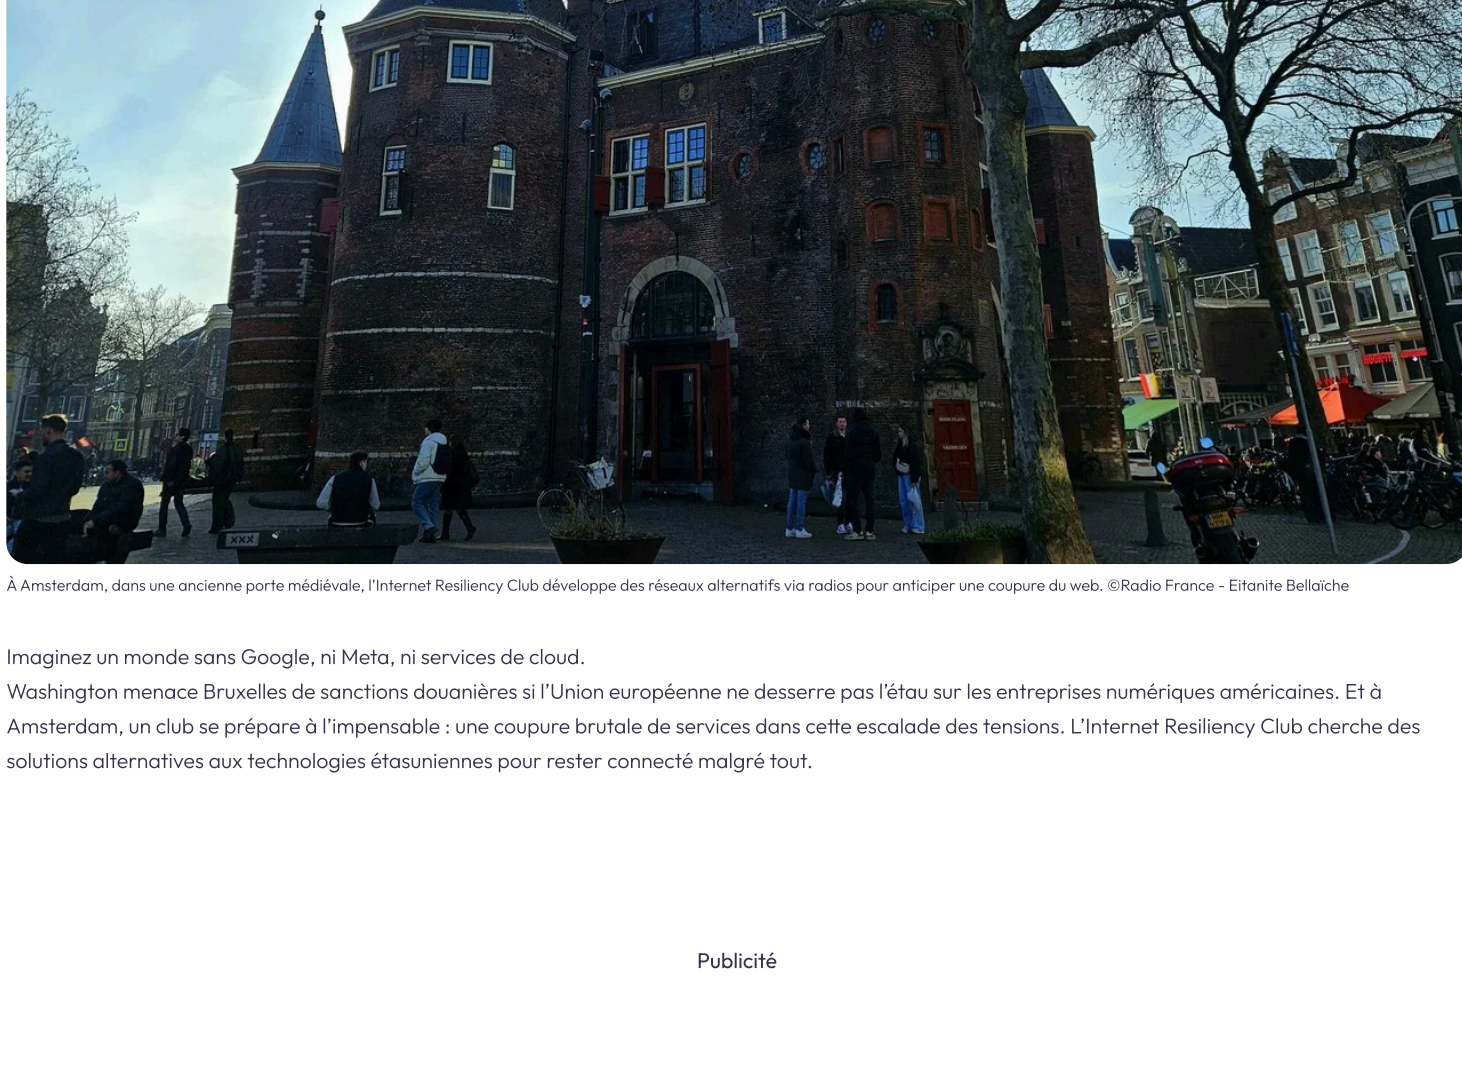 XXX
À Amsterdam, dans une ancienne porte médiévale, l’Internet Resiliency Club développe des réseaux alternatifs via radios pour anticiper une coupure du web. ©Radio France - Eitanite Bellaïche
Imaginez un monde sans Google, ni Meta, ni services de cloud.
Washington menace Bruxelles de sanctions douanières si l’Union européenne ne desserre pas l’étau sur les entreprises numériques américaines. Et à
Amsterdam, un club se prépare à l’impensable : une coupure brutale de services dans cette escalade des tensions. L’Internet Resiliency Club cherche des
solutions alternatives aux technologies étasuniennes pour rester connecté malgré tout.
Publicité